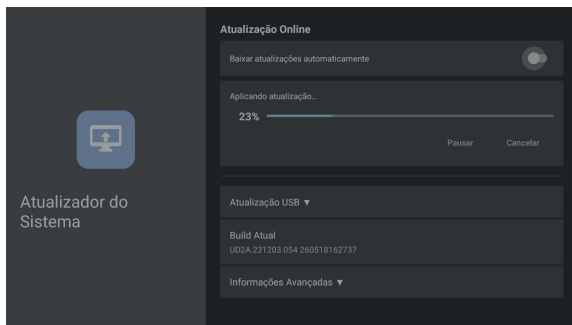 Atualização Online
Baixar atualizações automaticamente
Aplicando atualização...
23%
Pausar
Cancelar
Atualizador do
Sistema
Atualização USB ▼
Build Atual
UD2A.231203.054 260518162737
Informações Avançadas ▼